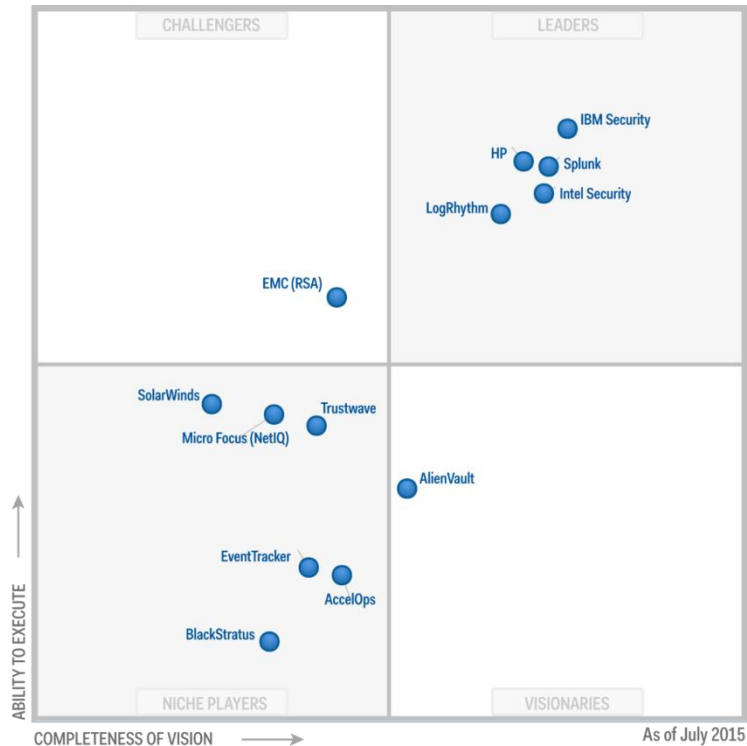 CHALLENGERS
LEADERS
IBM Security
HP
Splunk
Intel Security
LogRhythm
EMC (RSA)
SolarWinds
Trustwave
Micro Focus (NetIQ)
AlienVault
EventTracker
AccelOps
BlackStratus
NICHE PLAYERS
VISIONARIES
ABILITY TO EXECUTE
COMPLETENESS OF VISION
As of July 2015